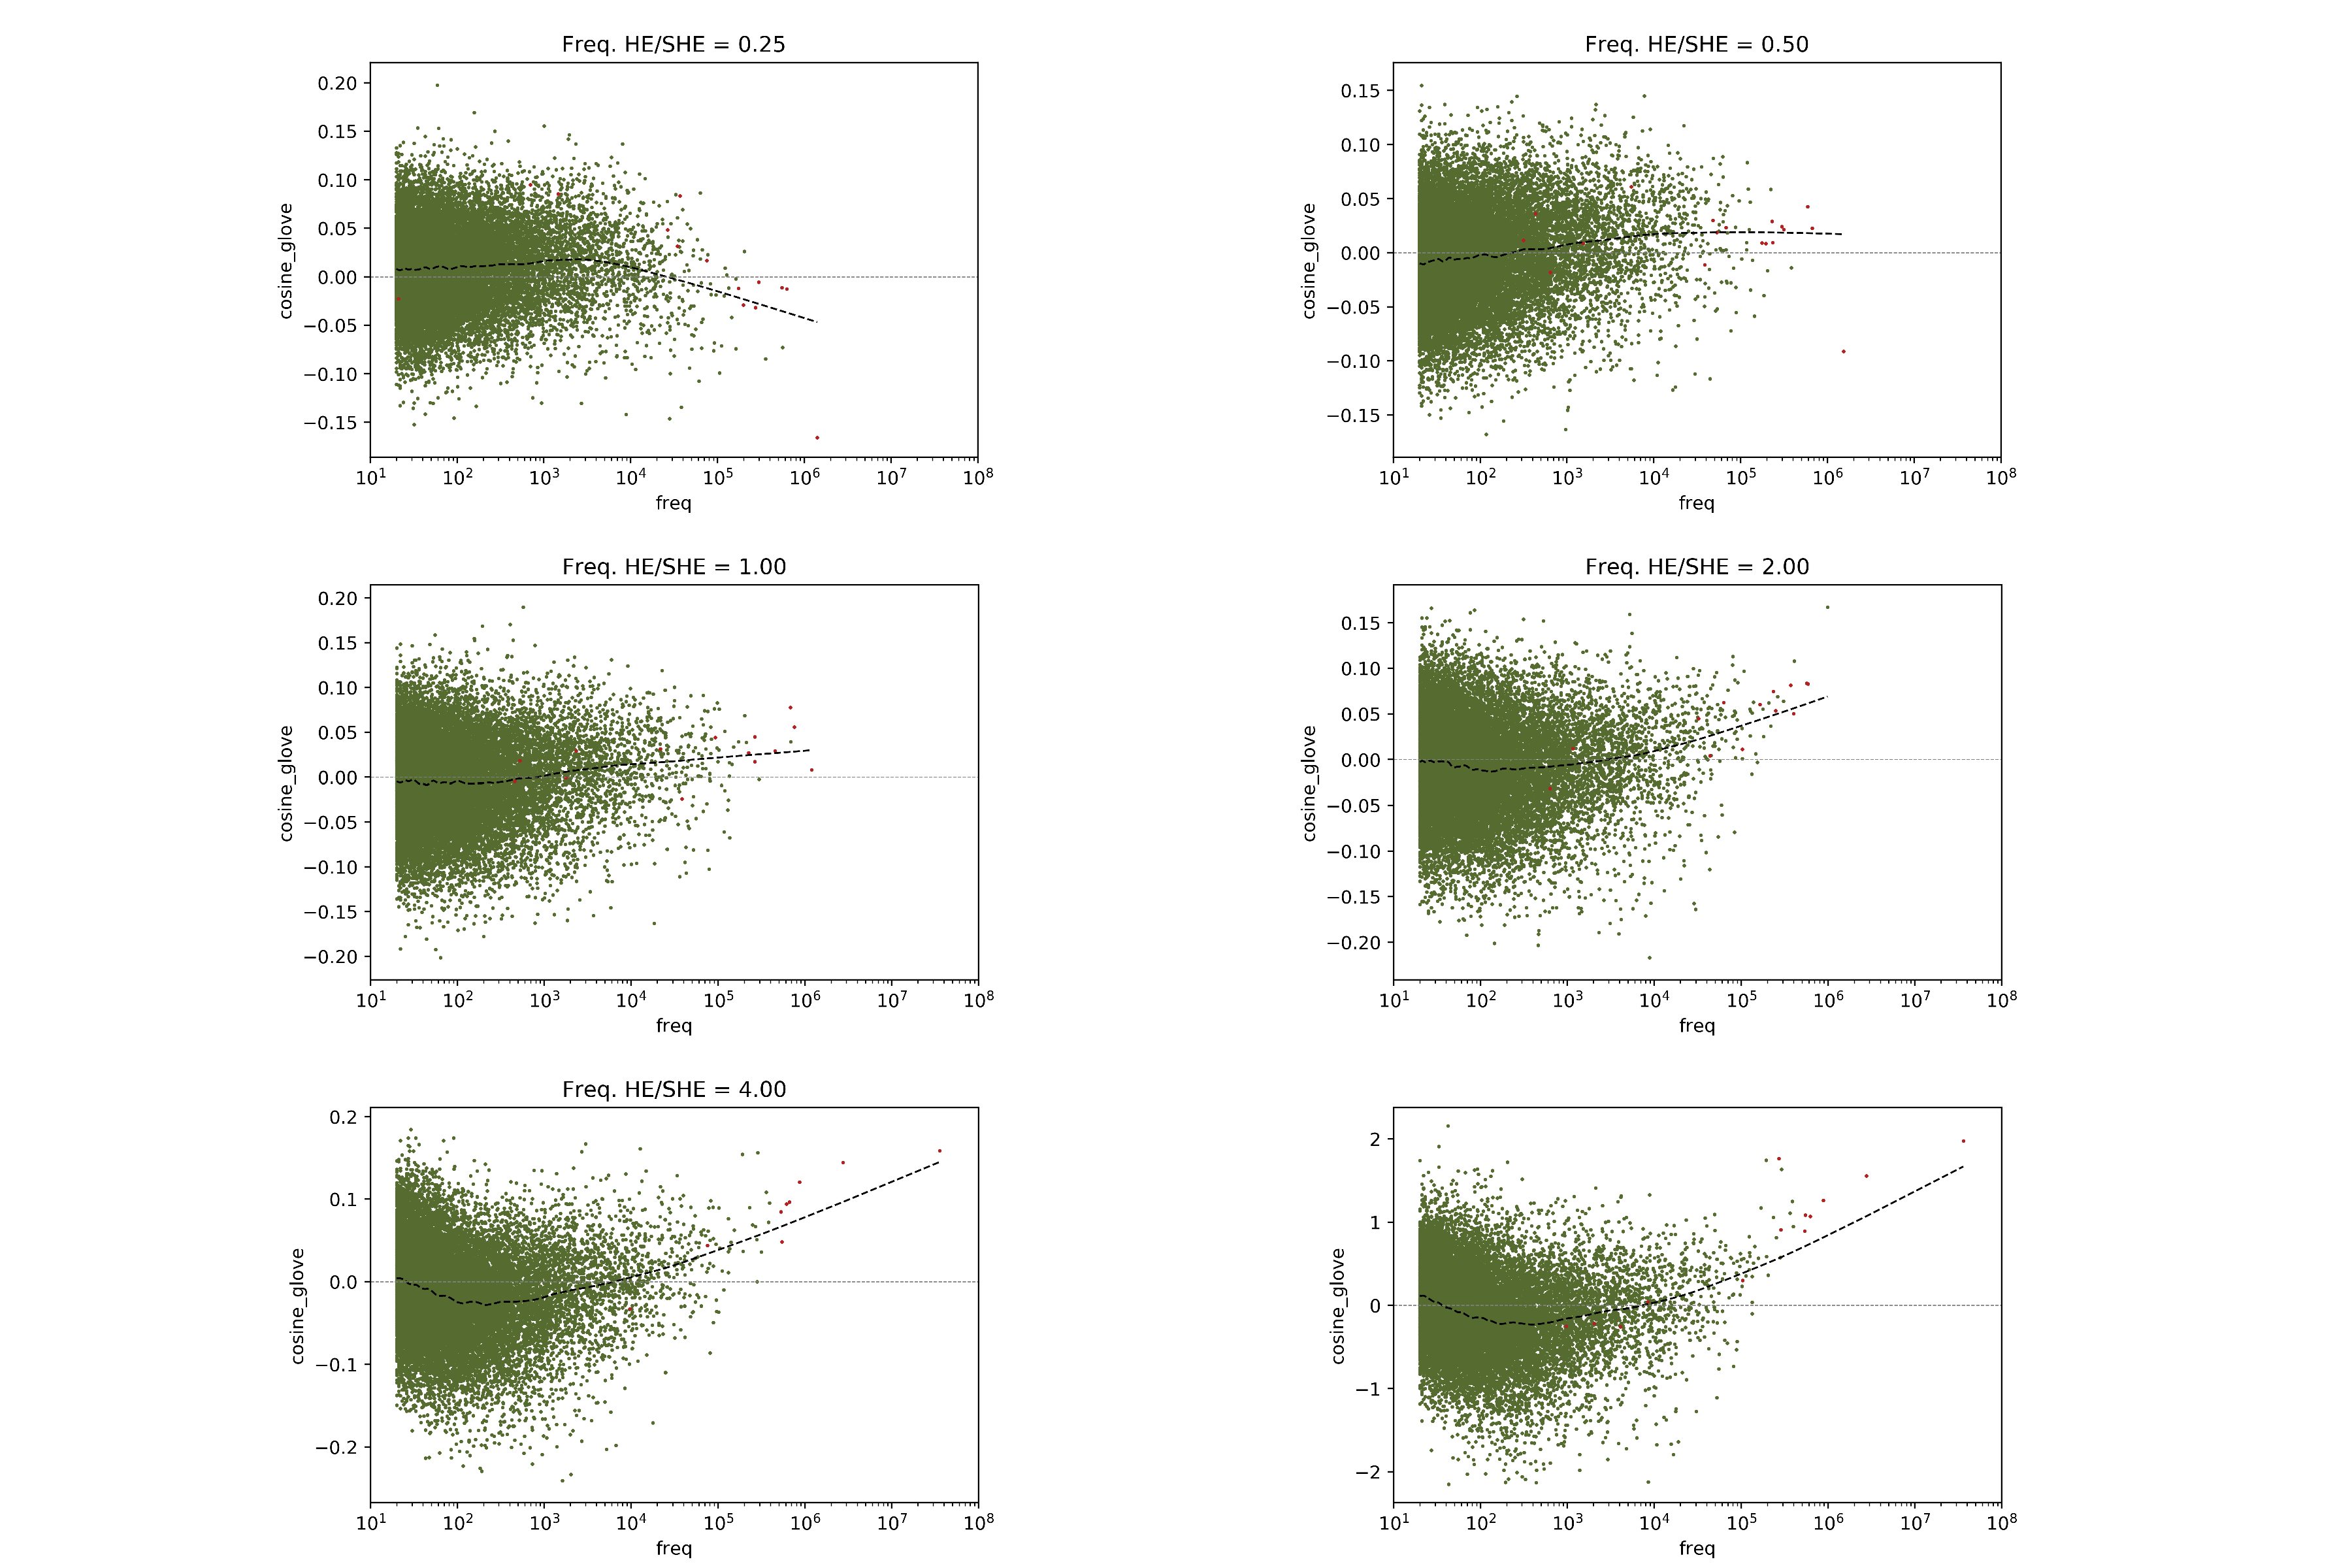 Freq. HE/SHE = 0.25
0.20
0.15
0.10
0.05
0.00
−0.05
−0.10
−0.15
cosine_glove
10¹ 10² 10³ 10⁴ 10⁵ 10⁶ 10⁷ 10⁸
freq
Freq. HE/SHE = 0.50
0.15
0.10
0.05
0.00
−0.05
−0.10
−0.15
cosine_glove
10¹ 10² 10³ 10⁴ 10⁵ 10⁶ 10⁷ 10⁸
freq
Freq. HE/SHE = 1.00
0.20
0.15
0.10
0.05
0.00
−0.05
−0.10
−0.15
−0.20
cosine_glove
10¹ 10² 10³ 10⁴ 10⁵ 10⁶ 10⁷ 10⁸
freq
Freq. HE/SHE = 2.00
0.15
0.10
0.05
0.00
−0.05
−0.10
−0.15
−0.20
cosine_glove
10¹ 10² 10³ 10⁴ 10⁵ 10⁶ 10⁷ 10⁸
freq
Freq. HE/SHE = 4.00
0.2
0.1
0.0
−0.1
−0.2
cosine_glove
10¹ 10² 10³ 10⁴ 10⁵ 10⁶ 10⁷ 10⁸
freq
2
1
0
−1
−2
cosine_glove
10¹ 10² 10³ 10⁴ 10⁵ 10⁶ 10⁷ 10⁸
freq